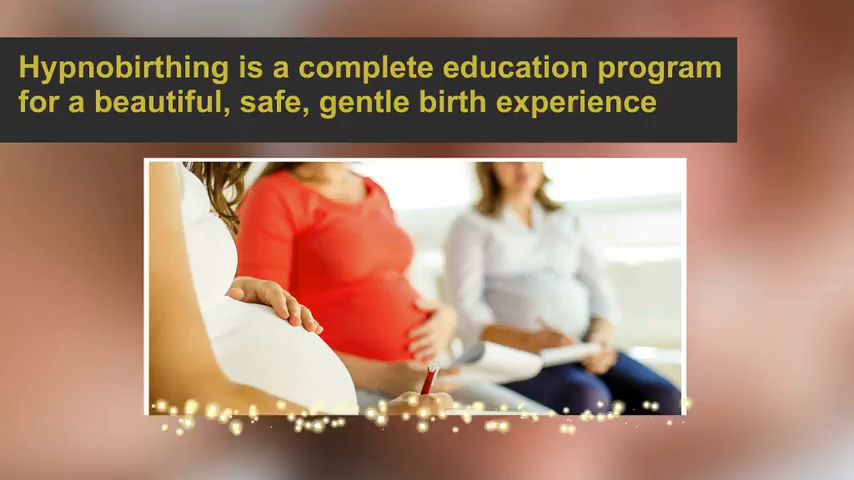 Hypnobirthing is a complete education program
for a beautiful, safe, gentle birth experience